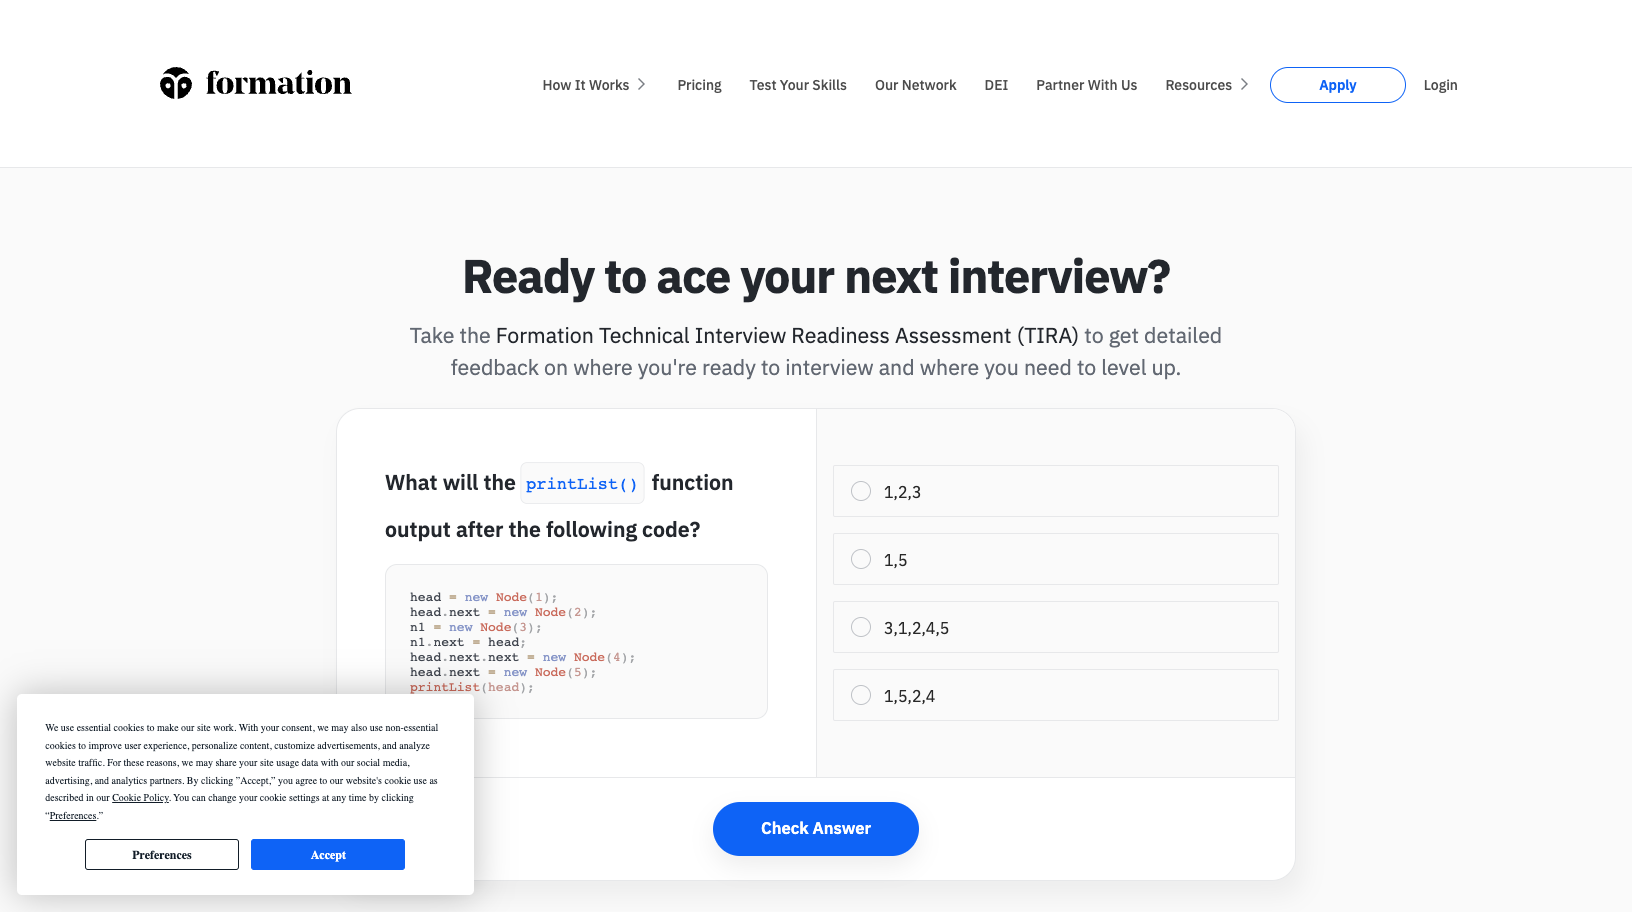 formation
How It Works
Pricing
Test Your Skills
Our Network
DEI
Partner With Us
Resources
Apply
Login
Ready to ace your next interview?
Take the Formation Technical Interview Readiness Assessment (TIRA) to get detailed
feedback on where you're ready to interview and where you need to level up.
What will the printList() function
output after the following code?
head = new Node(1);
head.next = new Node(2);
n1 = new Node(3);
n1.next = head;
head.next.next = new Node(4);
head.next = new Node(5);
printList(head);
1,2,3
1,5
3,1,2,4,5
1,5,2,4
Check Answer
We use essential cookies to make our site work. With your consent, we may also use non-essential
cookies to improve user experience, personalize content, customize advertisements, and analyze
website traffic. For these reasons, we may share your site usage data with our social media,
advertising, and analytics partners. By clicking "Accept," you agree to our website's cookie use as
described in our Cookie Policy. You can change your cookie settings at any time by clicking
"Preferences."
Preferences
Accept